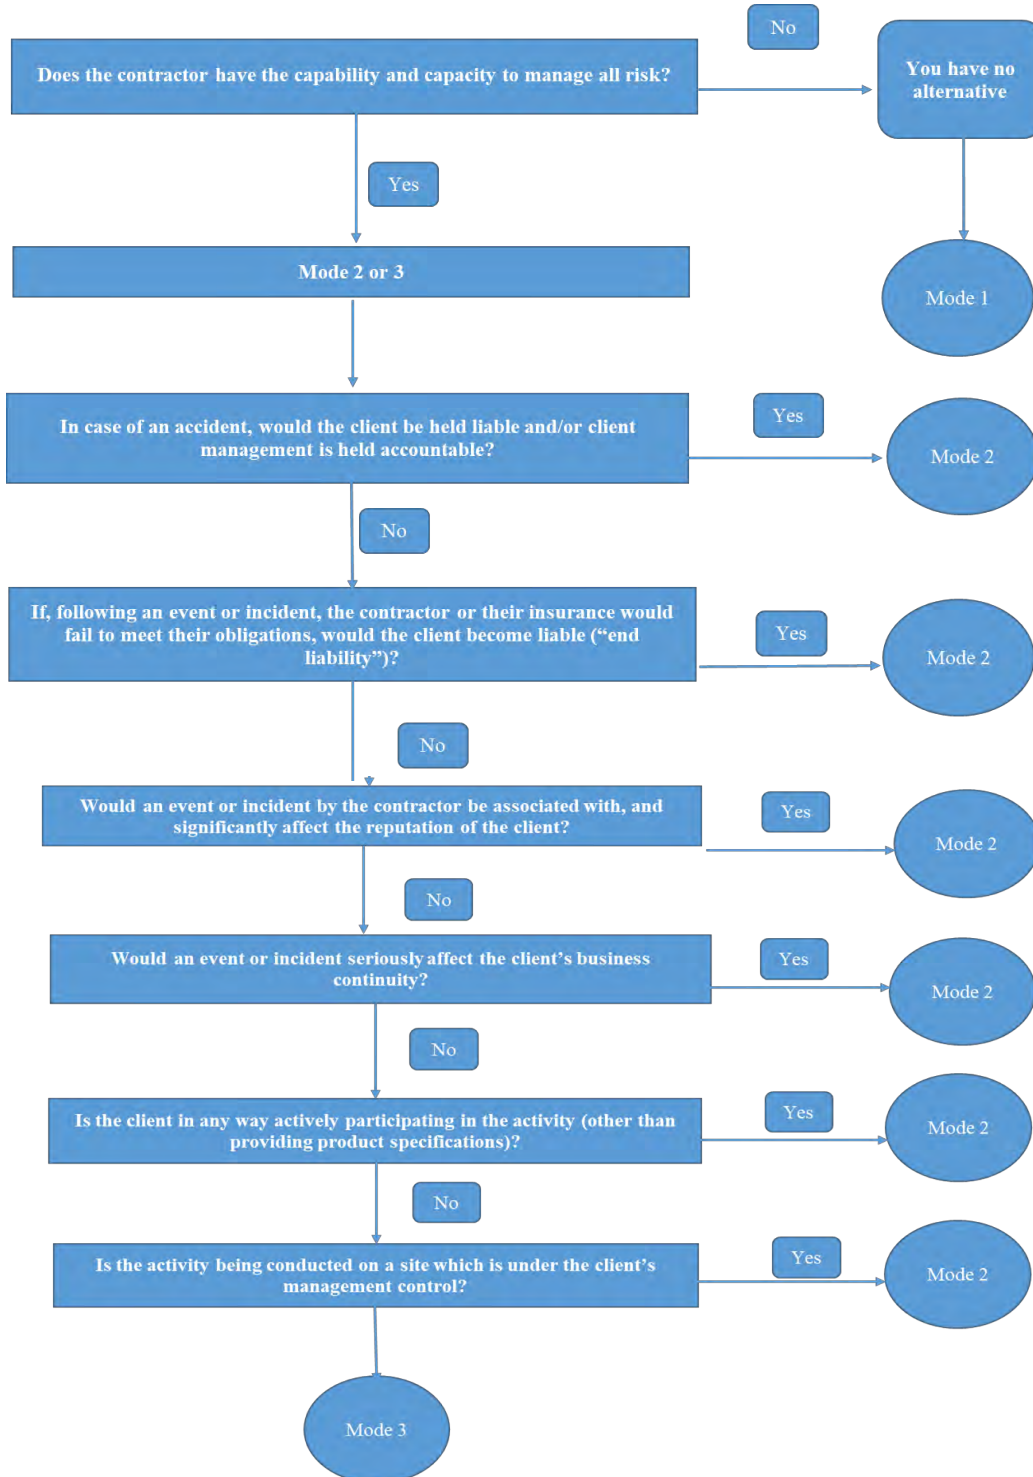 No
Does the contractor have the capability and capacity to manage all risk?
You have no
alternative
Yes
Mode 2 or 3
Mode 1
In case of an accident, would the client be held liable and/or client
management is held accountable?
Yes
Mode 2
No
If, following an event or incident, the contractor or their insurance would
fail to meet their obligations, would the client become liable (“end
liability”)?
Yes
Mode 2
No
Would an event or incident by the contractor be associated with, and
significantly affect the reputation of the client?
Yes
Mode 2
No
Would an event or incident seriously affect the client’s business
continuity?
Yes
Mode 2
No
Is the client in any way actively participating in the activity (other than
providing product specifications)?
Yes
Mode 2
No
Is the activity being conducted on a site which is under the client’s
management control?
Yes
Mode 2
Mode 3